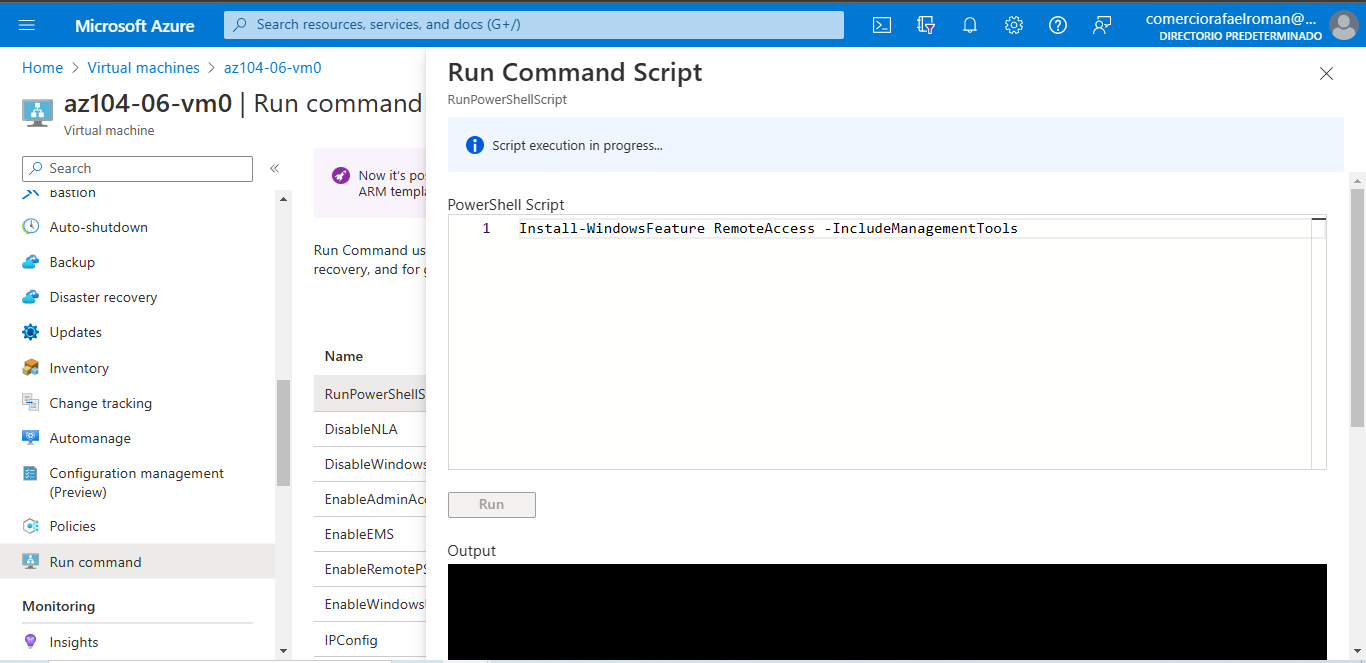 Microsoft Azure
Search resources, services, and docs (G+/)
comerciorafaelroman@...
DIRECTORIO PREDETERMINADO
Home > Virtual machines > az104-06-vm0
az104-06-vm0 | Run command
Virtual machine
Search
Bastion
Auto-shutdown
Backup
Disaster recovery
Updates
Inventory
Change tracking
Automanage
Configuration management
(Preview)
Policies
Run command
Monitoring
Insights
Now it's po
ARM templ
Run Command us
recovery, and for
Name
RunPowerShellS
DisableNLA
DisableWindows
EnableAdminAcc
EnableEMS
EnableRemotePS
EnableWindows
IPConfig
Run Command Script
RunPowerShellScript
Script execution in progress...
PowerShell Script
1 Install-WindowsFeature RemoteAccess -IncludeManagementTools
Run
Output